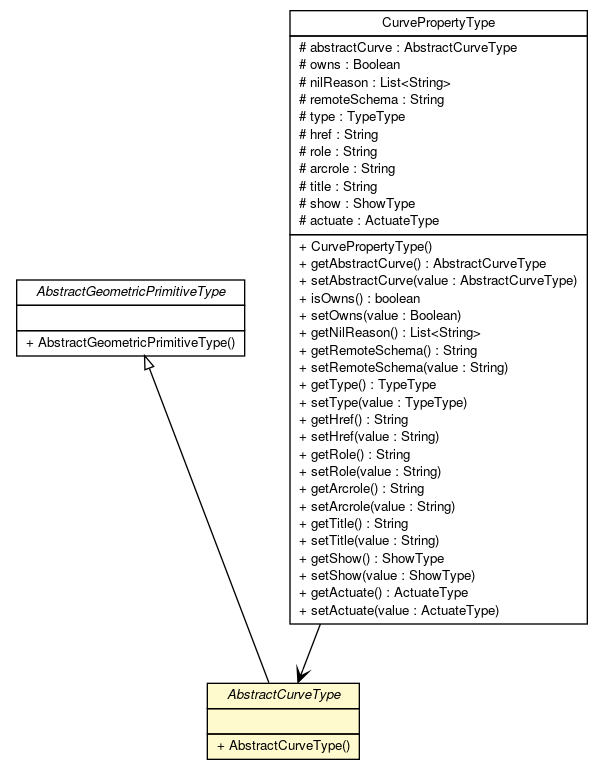 CurvePropertyType
# abstractCurve : AbstractCurveType
# owns : Boolean
# nilReason : List<String>
# remoteSchema : String
# type : TypeType
# href : String
# role : String
# arcrole : String
# title : String
# show : ShowType
# actuate : ActuateType
+ CurvePropertyType()
+ getAbstractCurve() : AbstractCurveType
+ setAbstractCurve(value : AbstractCurveType)
+ isOwns() : boolean
+ setOwns(value : Boolean)
+ getNilReason() : List<String>
+ getRemoteSchema() : String
+ setRemoteSchema(value : String)
+ getType() : TypeType
+ setType(value : TypeType)
+ getHref() : String
+ setHref(value : String)
+ getRole() : String
+ setRole(value : String)
+ getArcrole() : String
+ setArcrole(value : String)
+ getTitle() : String
+ setTitle(value : String)
+ getShow() : ShowType
+ setShow(value : ShowType)
+ getActuate() : ActuateType
+ setActuate(value : ActuateType)
AbstractGeometricPrimitiveType
+ AbstractGeometricPrimitiveType()
AbstractCurveType
+ AbstractCurveType()